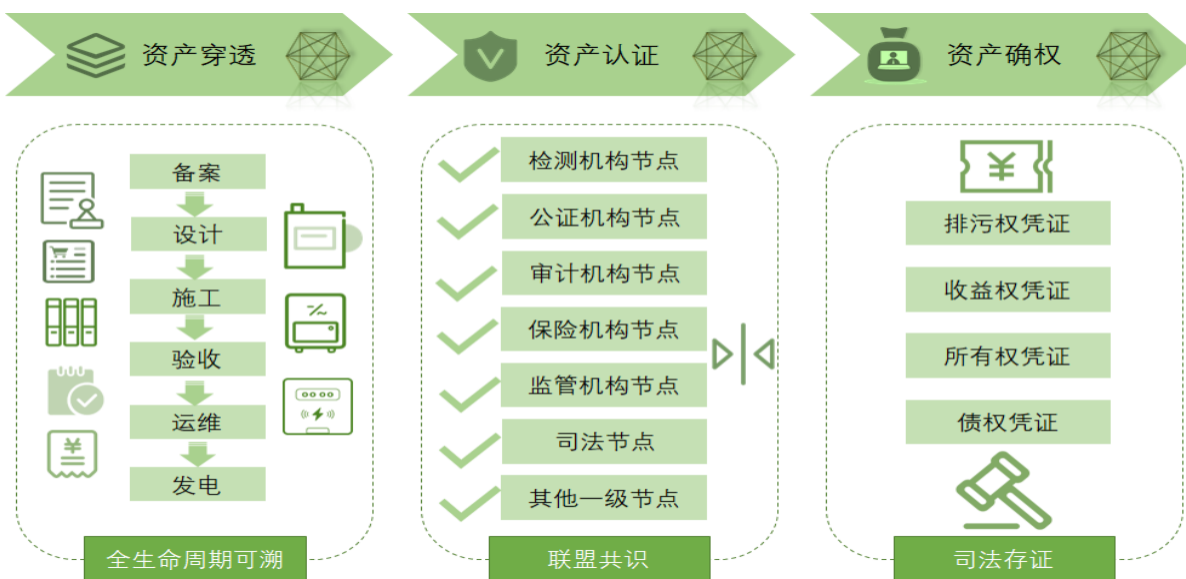 资产穿透
资产认证
资产确权
备案
设计
施工
验收
运维
发电
全生命周期可溯
检测机构节点
公证机构节点
审计机构节点
保险机构节点
监管机构节点
司法节点
其他一级节点
联盟共识
¥
排污权凭证
收益权凭证
所有权凭证
债权凭证
司法存证